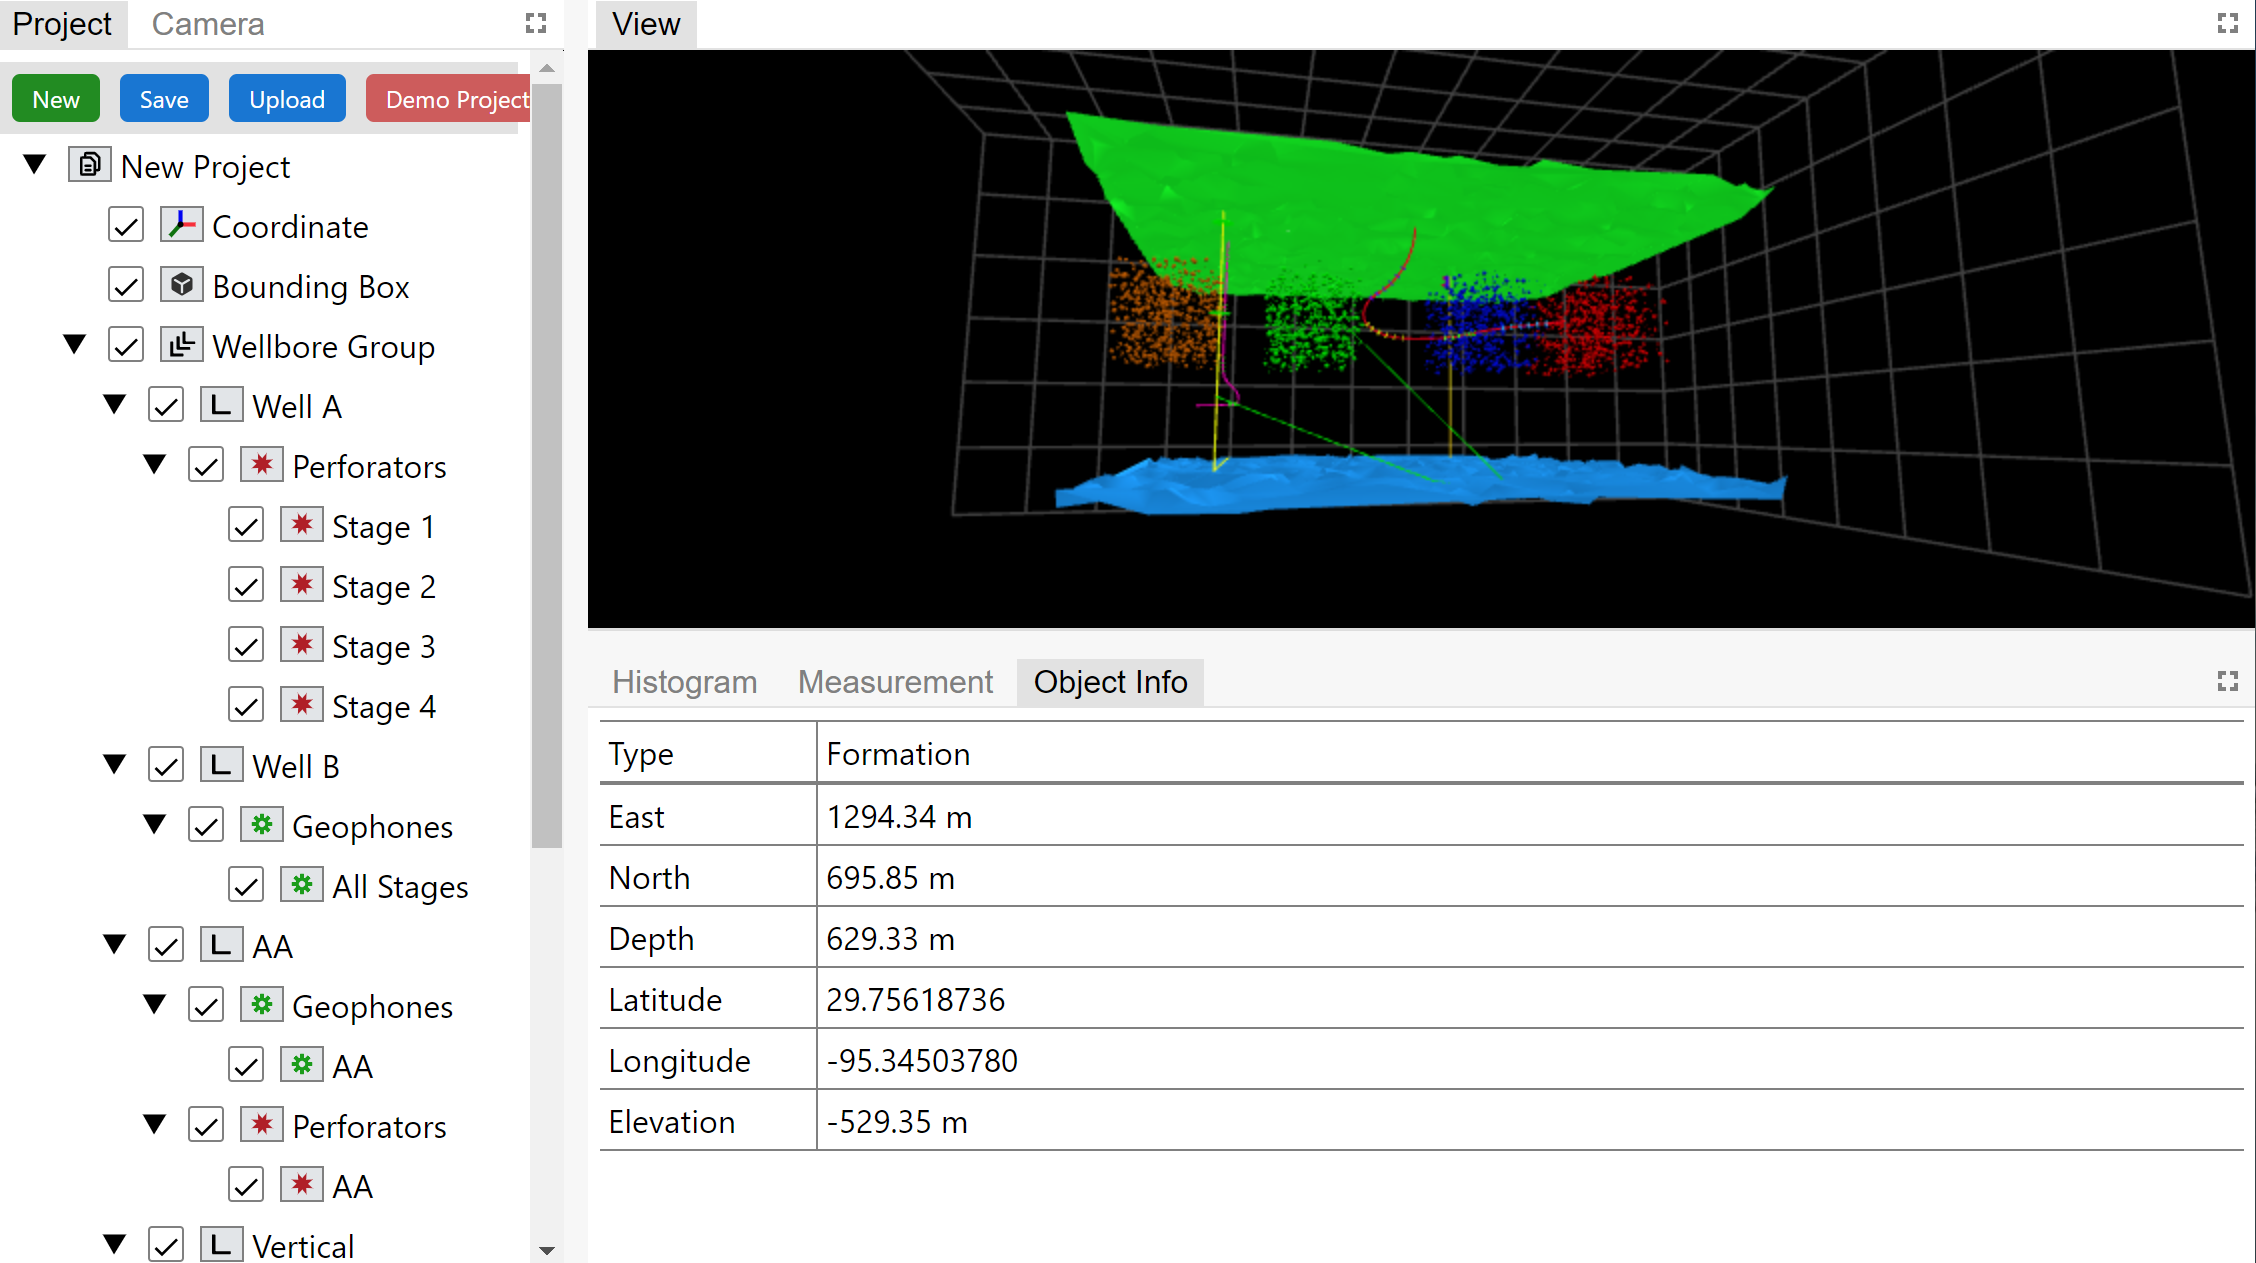 Project Camera
New Save Upload Demo Project
New Project
Coordinate
Bounding Box
Wellbore Group
Well A
Perforators
Stage 1
Stage 2
Stage 3
Stage 4
Well B
Geophones
All Stages
AA
Geophones
AA
Perforators
AA
Vertical
View
Histogram Measurement Object Info
Type Formation
East 1294.34 m
North 695.85 m
Depth 629.33 m
Latitude 29.75618736
Longitude -95.34503780
Elevation -529.35 m